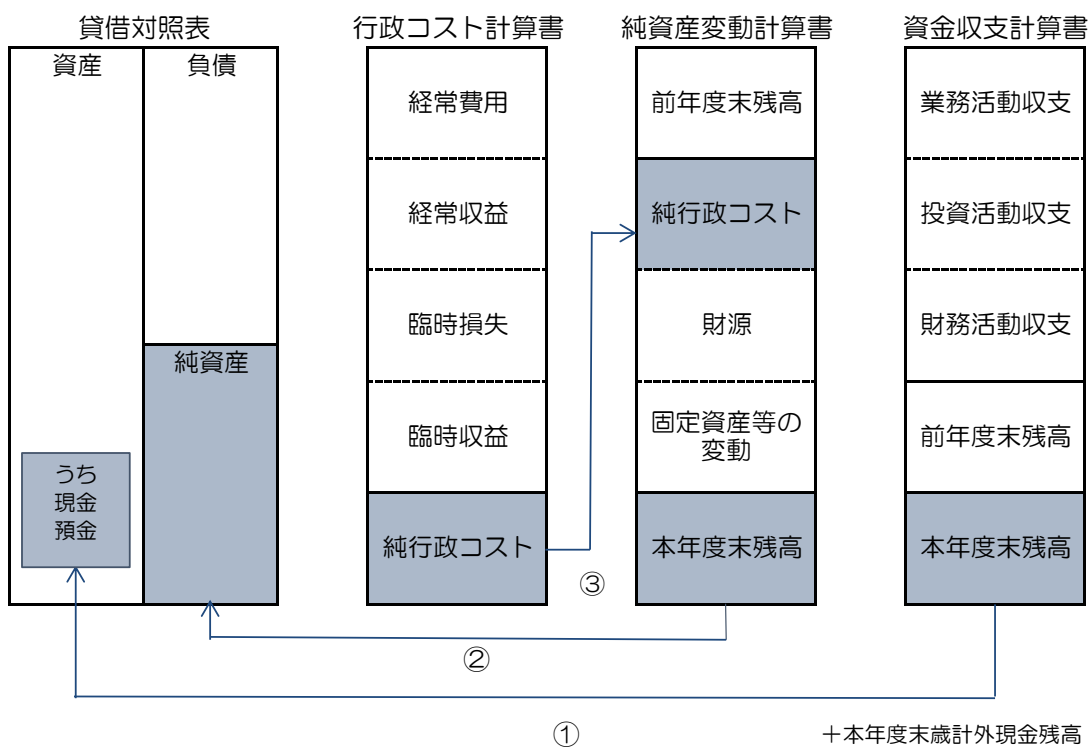 貸借対照表
資産
負債
純資産
うち
現金
預金
行政コスト計算書
経常費用
経常収益
臨時損失
臨時収益
純行政コスト
純資産変動計算書
前年度末残高
純行政コスト
財源
固定資産等の
変動
本年度末残高
資金収支計算書
業務活動収支
投資活動収支
財務活動収支
前年度末残高
本年度末残高
③
②
①
＋本年度末歳計外現金残高